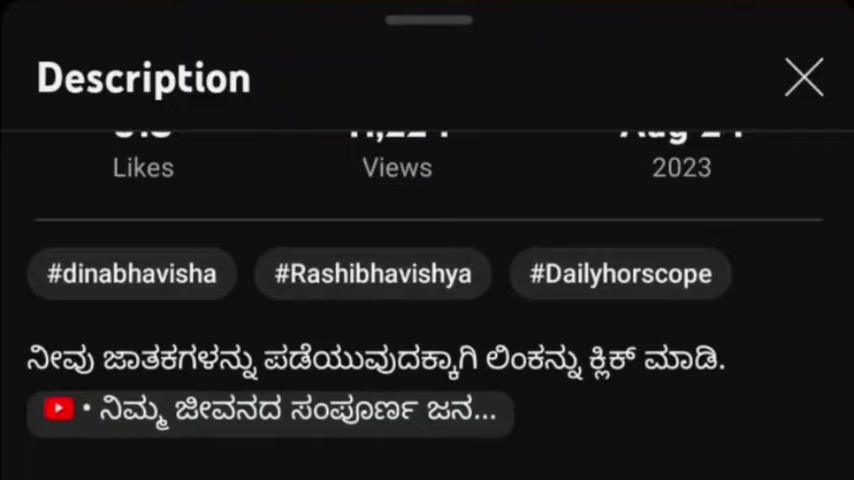 Description
Likes Views 2023
#dinabhavisha #Rashibhavishya #Dailyhorscope
ನೀವು ಜಾತಕಗಳನ್ನು ಪಡೆಯುವುದಕ್ಕಾಗಿ ಲಿಂಕನ್ನು ಕ್ಲಿಕ್ ಮಾಡಿ.
• ನಿಮ್ಮ ಜೀವನದ ಸಂಪೂರ್ಣ ಜನ...